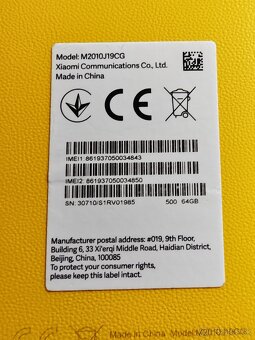 Model: M2010J19CG
Xiaomi Communications Co., Ltd.
Made in China
CE
IMEI1 861937050034843
IMEI2 861937050034850
SN: 30710/S1RV01985 500 64GB
Manufacturer postal address: #019, 9th Floor,
Building 6, 33 Xi'erqi Middle Road, Haidian District,
Beijing, China, 100085
To protect your consumer rights,
please keep this label intact.
Made in China Model:M2010J19CG